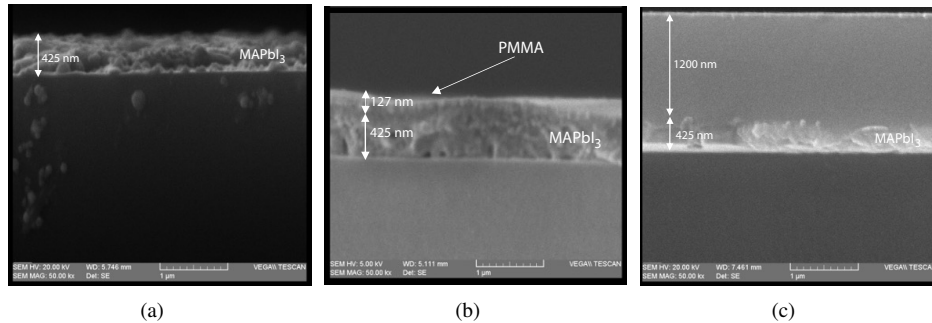 425 nm
MAPbI₃
SEM HV: 20.00 kV WD: 5.746 mm VEGA\\ TESCAN
SEM MAG: 50.00 kx Det: SE 1 µm
(a)
PMMA
127 nm
425 nm
MAPbI₃
SEM HV: 5.00 kV WD: 5.111 mm VEGA\\ TESCAN
SEM MAG: 50.00 kx Det: SE 1 µm
(b)
1200 nm
425 nm
MAPbI₃
SEM HV: 20.00 kV WD: 7.461 mm VEGA\\ TESCAN
SEM MAG: 50.00 kx Det: SE 1 µm
(c)